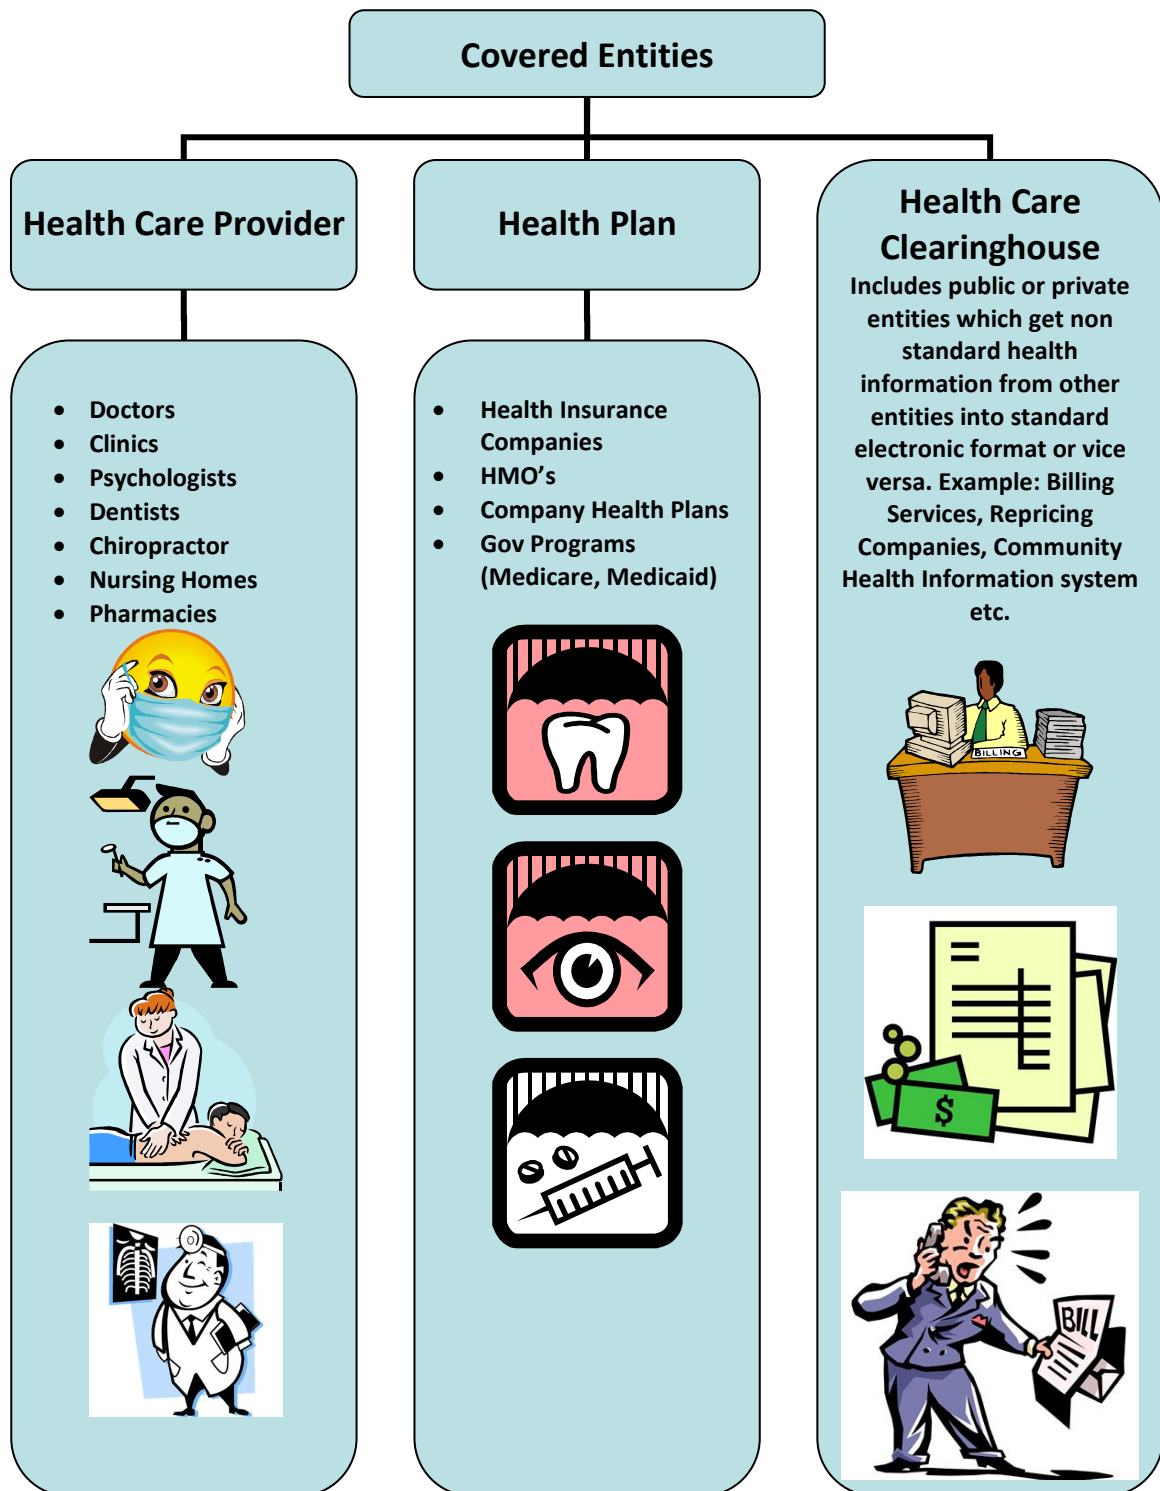 Covered Entities
Health Care Provider
• Doctors
• Clinics
• Psychologists
• Dentists
• Chiropractor
• Nursing Homes
• Pharmacies
Health Plan
• Health Insurance
Companies
• HMO’s
• Company Health Plans
• Gov Programs
(Medicare, Medicaid)
Health Care
Clearinghouse
Includes public or private
entities which get non
standard health
information from other
entities into standard
electronic format or vice
versa. Example: Billing
Services, Repricing
Companies, Community
Health Information system
etc.
BILLING
$
BILL